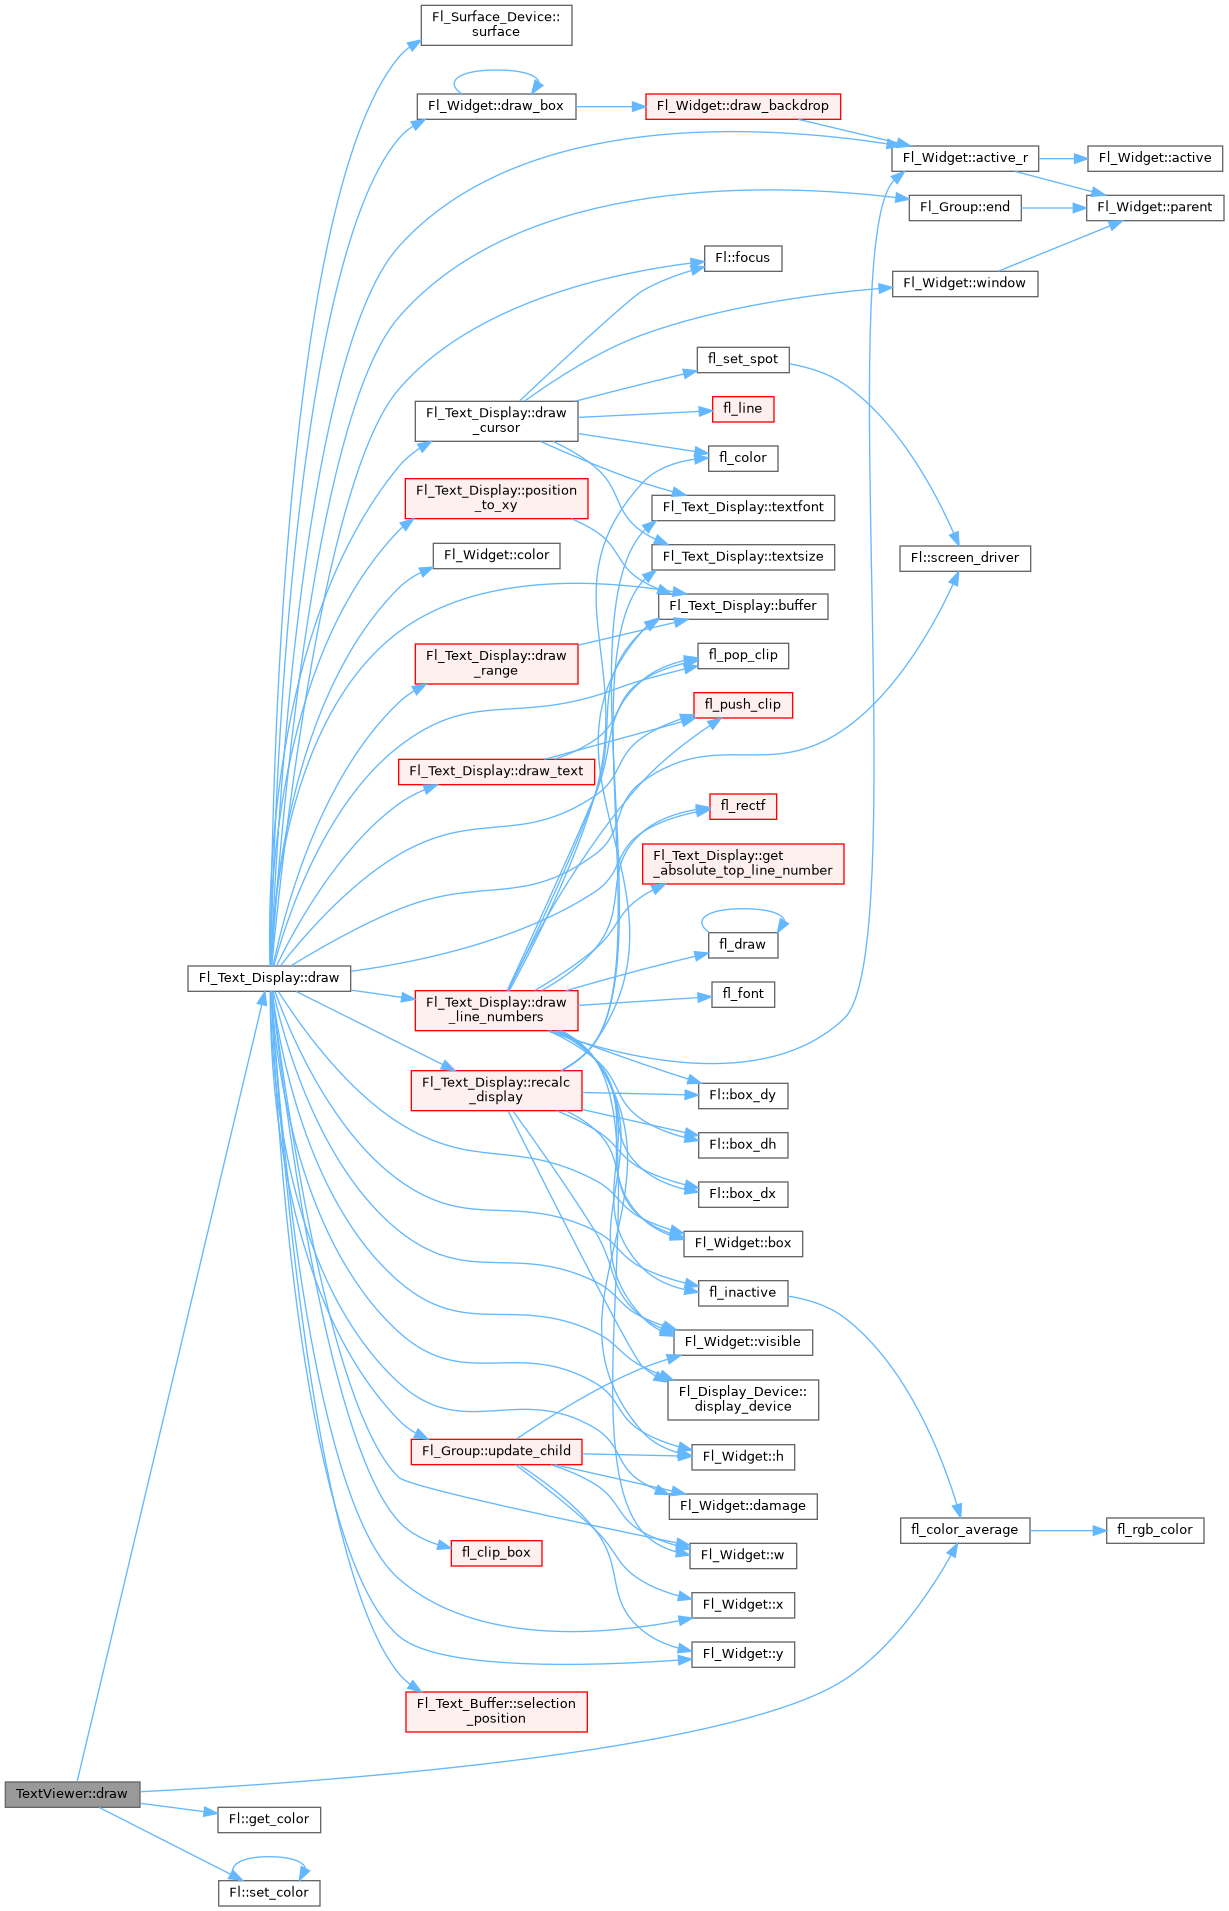 Fl_Surface_Device::
surface
Fl_Widget::draw_box
Fl_Widget::draw_backdrop
Fl_Widget::active_r
Fl_Widget::active
Fl_Group::end
Fl_Widget::parent
Fl::focus
Fl_Widget::window
fl_set_spot
fl_line
Fl_Text_Display::draw
_cursor
fl_color
Fl_Text_Display::position
_to_xy
Fl_Text_Display::textfont
Fl_Widget::color
Fl_Text_Display::textsize
Fl::screen_driver
Fl_Text_Display::buffer
Fl_Text_Display::draw
_range
fl_pop_clip
fl_push_clip
Fl_Text_Display::draw_text
fl_rectf
Fl_Text_Display::get
_absolute_top_line_number
fl_draw
Fl_Text_Display::draw
fl_font
Fl_Text_Display::draw
_line_numbers
Fl_Text_Display::recalc
_display
Fl::box_dy
Fl::box_dh
Fl::box_dx
Fl_Widget::box
fl_inactive
Fl_Widget::visible
Fl_Display_Device::
display_device
Fl_Group::update_child
Fl_Widget::h
Fl_Widget::damage
fl_color_average
fl_rgb_color
fl_clip_box
Fl_Widget::w
Fl_Widget::x
Fl_Widget::y
Fl_Text_Buffer::selection
_position
TextViewer::draw
Fl::get_color
Fl::set_color